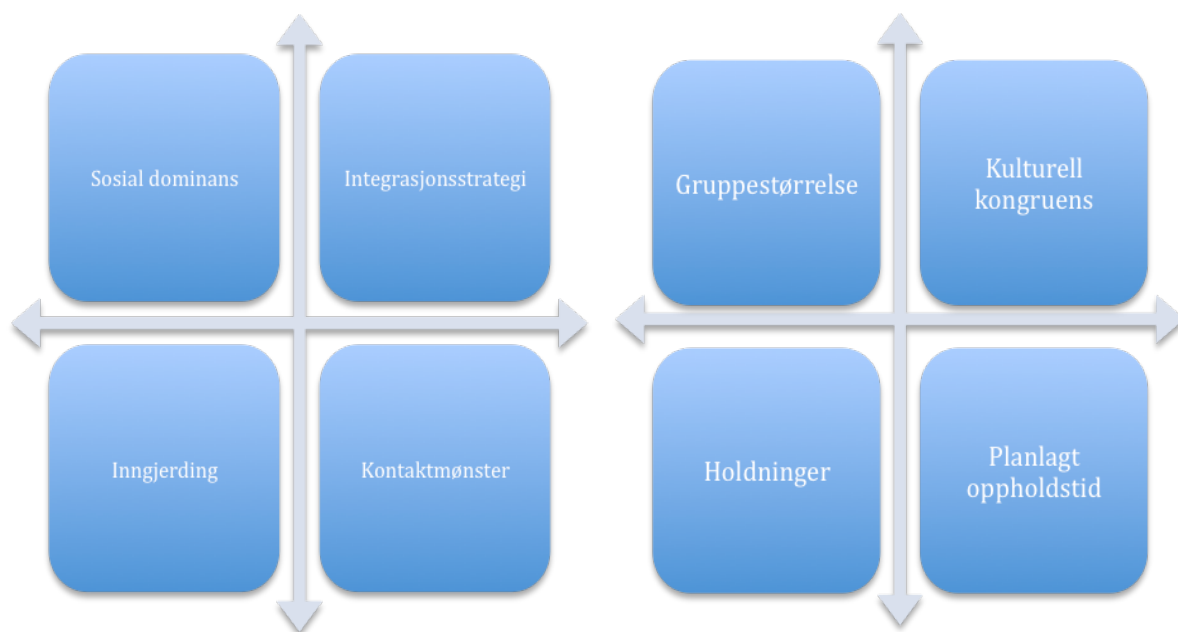 Sosial dominans
Integrasjonsstrategi
Inngjerding
Kontaktmønster
Gruppestørrelse
Kulturell
kongruens
Holdninger
Planlagt
oppholdstid